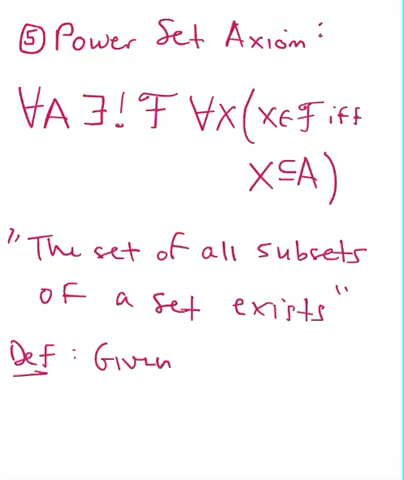 ⑤ Power Set Axiom:
∀A ∃! F ∀X(X∈F iff
X⊆A)
"The set of all subsets
of a set exists"
Def: Given